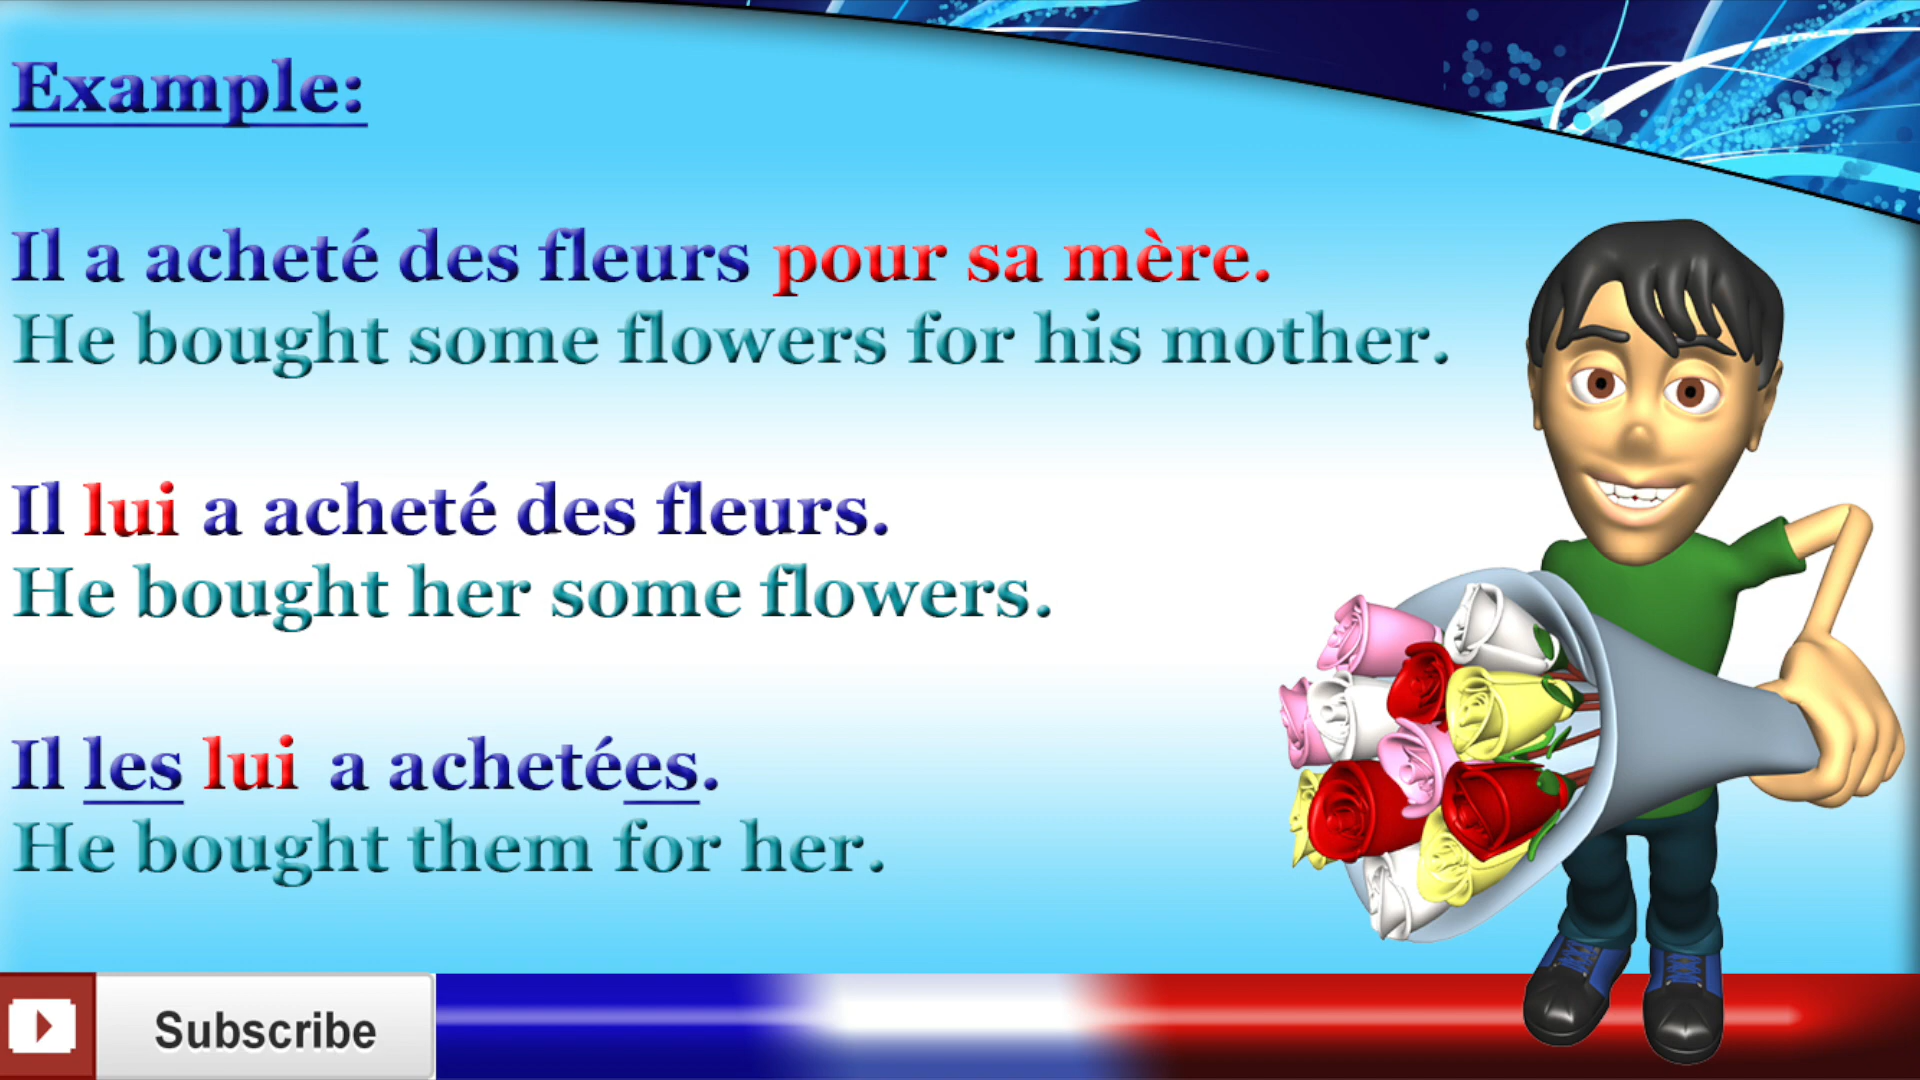 Example:
Il a acheté des fleurs pour sa mère.
He bought some flowers for his mother.
Il lui a acheté des fleurs.
He bought her some flowers.
Il les lui a achetées.
He bought them for her.
Subscribe